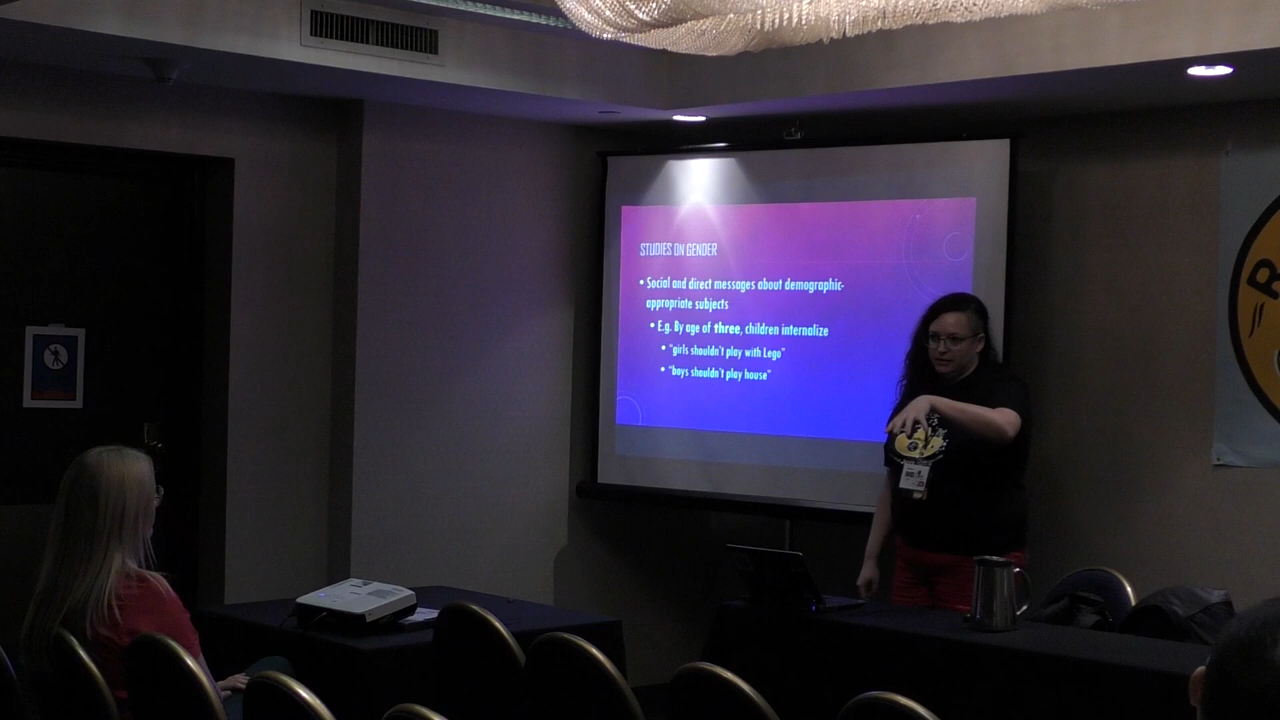 STUDIES ON GENDER
• Social and direct messages about demographic-
appropriate subjects
• E.g. By age of three, children internalize
• "girls shouldn't play with Lego"
• "boys shouldn't play house"